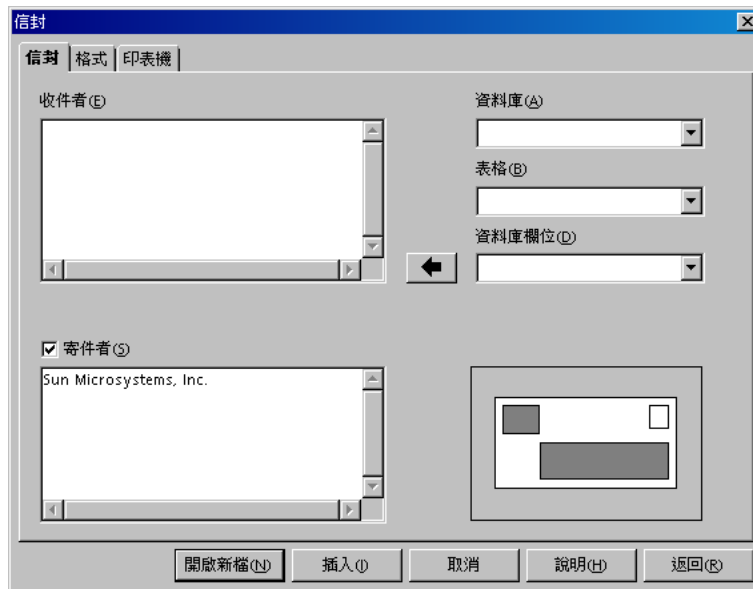 信封
信封 格式 印表機
收件者(E)
資料庫(A)
表格(B)
資料庫欄位(D)
寄件者(S)
Sun Microsystems, Inc.
開啟新檔(N) 插入(I) 取消 說明(H) 返回(R)